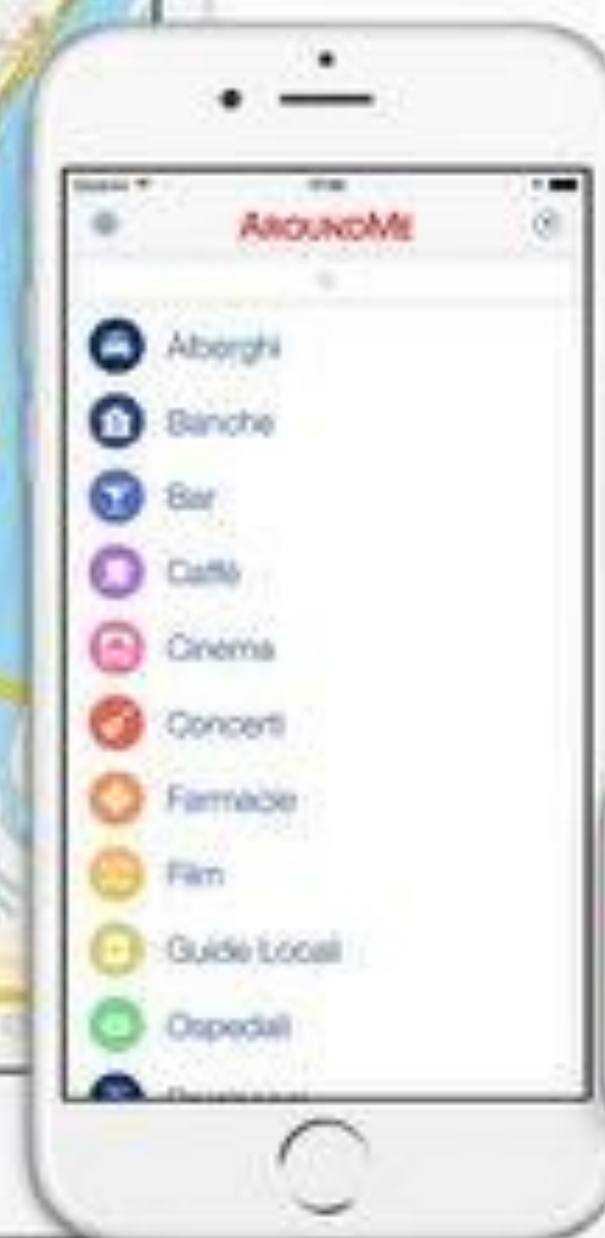 AROUNDME
Alberghi
Banche
Bar
Caffè
Cinema
Concerti
Farmacie
Film
Guide Locali
Ospedali